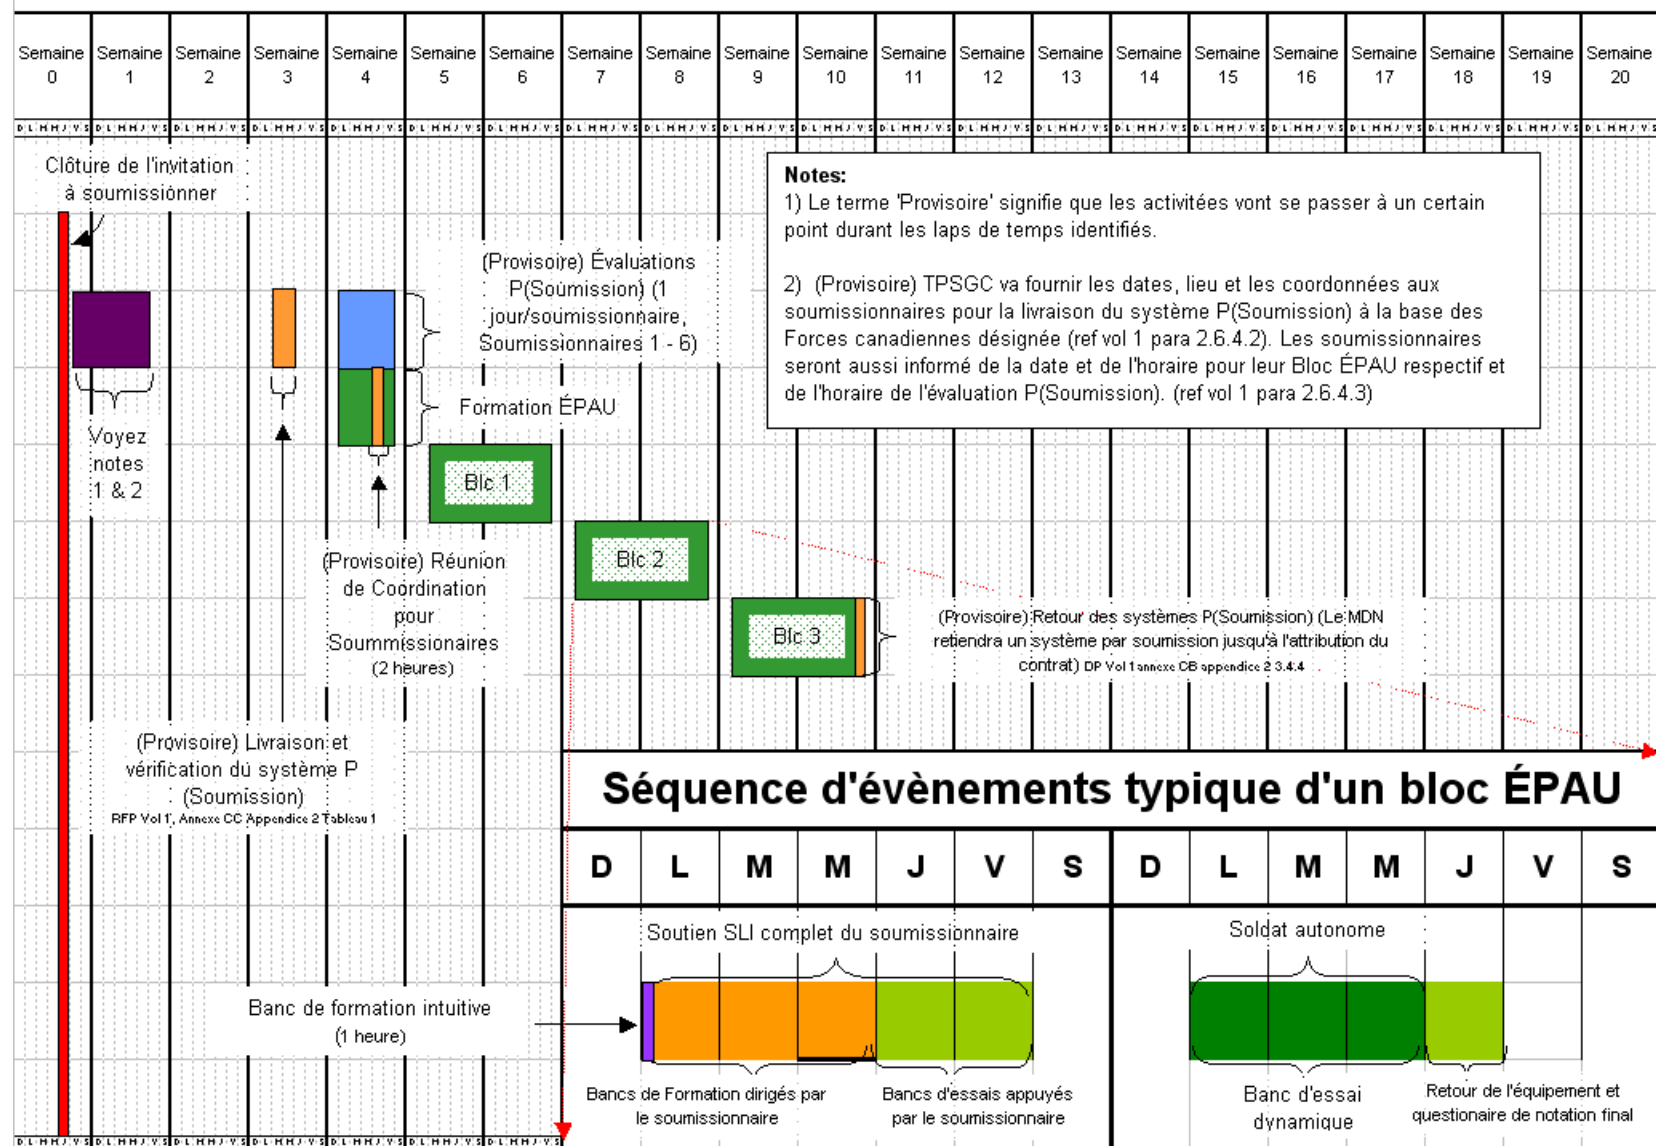 Semaine 0
Semaine 1
Semaine 2
Semaine 3
Semaine 4
Semaine 5
Semaine 6
Semaine 7
Semaine 8
Semaine 9
Semaine 10
Semaine 11
Semaine 12
Semaine 13
Semaine 14
Semaine 15
Semaine 16
Semaine 17
Semaine 18
Semaine 19
Semaine 20
D L M M J V S D L M M J V S D L M M J V S D L M M J V S D L M M J V S D L M M J V S D L M M J V S D L M M J V S D L M M J V S D L M M J V S D L M M J V S D L M M J V S D L M M J V S D L M M J V S D L M M J V S D L M M J V S D L M M J V S D L M M J V S D L M M J V S D L M M J V S D L M M J V S
Clôture de l'invitation
à soumissionner
Notes:
1) Le terme 'Provisoire' signifie que les activitées vont se passer à un certain
point durant les laps de temps identifiés.
2) (Provisoire) TPSGC va fournir les dates, lieu et les coordonnées aux
soumissionnaires pour la livraison du système P(Soumission) à la base des
Forces canadiennes désignée (ref vol 1 para 2.6.4.2). Les soumissionnaires
seront aussi informé de la date et de l'horaire pour leur Bloc ÉPAU respectif et
de l'horaire de l'évaluation P(Soumission). (ref vol 1 para 2.6.4.3)
(Provisoire) Évaluations
P(Soumission) (1
jour/soumissionnaire,
Soumissionnaires 1 - 6)
Formation ÉPAU
Voyez
notes
1 & 2
Blc 1
Blc 2
Blc 3
(Provisoire) Réunion
de Coordination
pour
Soummissionaires
(2 heures)
(Provisoire) Retour des systèmes P(Soumission) (Le MDN
retiendra un système par soumission jusqu'à l'attribution du
contrat) DP Vol 1 annexe CB appendice 2 3.4.4
(Provisoire) Livraison et
vérification du système P
(Soumission)
RFP Vol 1, Annexe CC Appendice 2 Tableau 1
Séquence d'évènements typique d'un bloc ÉPAU
D L M M J V S D L M M J V S
Soutien SLI complet du soumissionnaire
Soldat autonome
Banc de formation intuitive
(1 heure)
Bancs de Formation dirigés par
le soumissionnaire
Bancs d'essais appuyés
par le soumissionnaire
Banc d'essai
dynamique
Retour de l'équipement et
questionaire de notation final
D L M M J V S D L M M J V S D L M M J V S D L M M J V S D L M M J V S D L M M J V S D L M M J V S